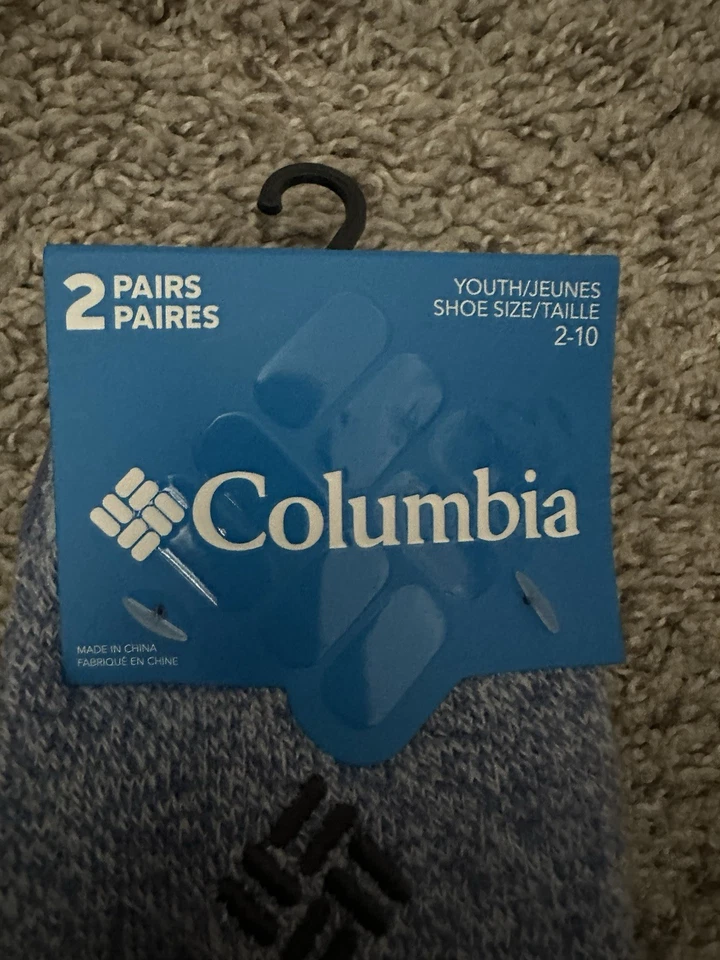 2 PAIRS
PAIRES
YOUTH/JEUNES
SHOE SIZE/TAILLE
2-10
Columbia
MADE IN CHINA
FABRIQUÉ EN CHINE